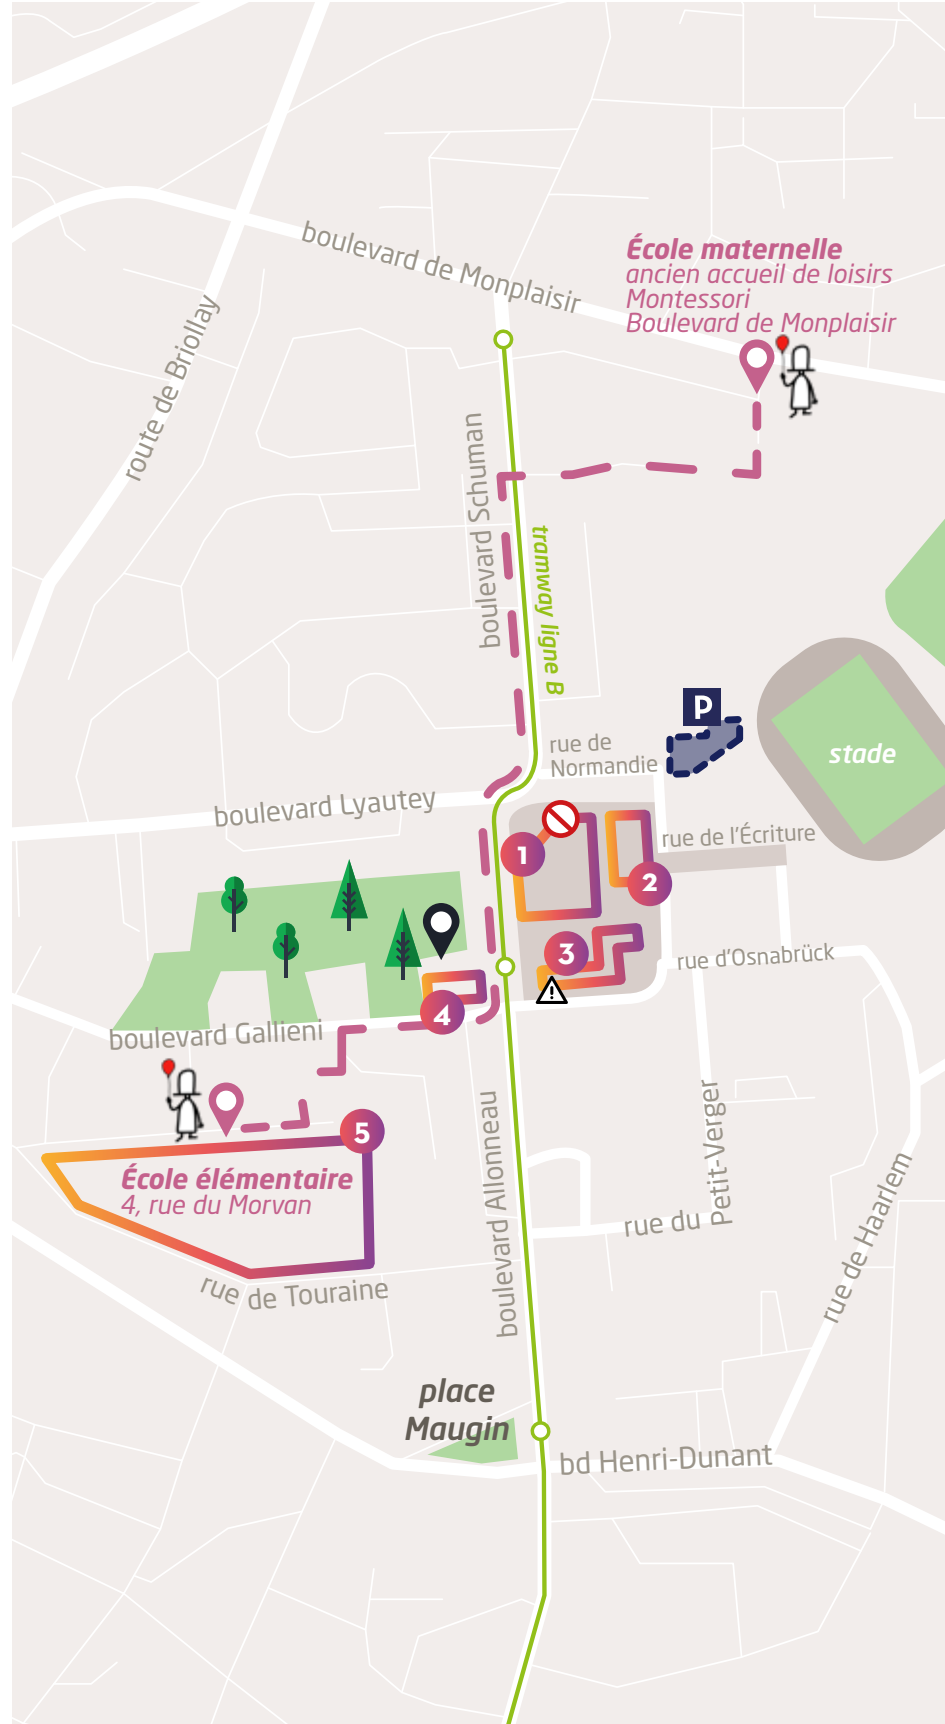 boulevard de Monplaisir
École maternelle
ancien accueil de loisirs
Montessori
Boulevard de Monplaisir
route de Briollay
boulevard Schuman
tramway ligne B
P
rue de
Normandie
stade
boulevard Lyautey
1
rue de l'Écriture
2
3
rue d'Osnabrück
4
boulevard Gallieni
5
École élémentaire
4, rue du Morvan
boulevard Allonneau
rue du Petit-Verger
rue de Haarlem
rue de Touraine
place
Maugin
bd Henri-Dunant